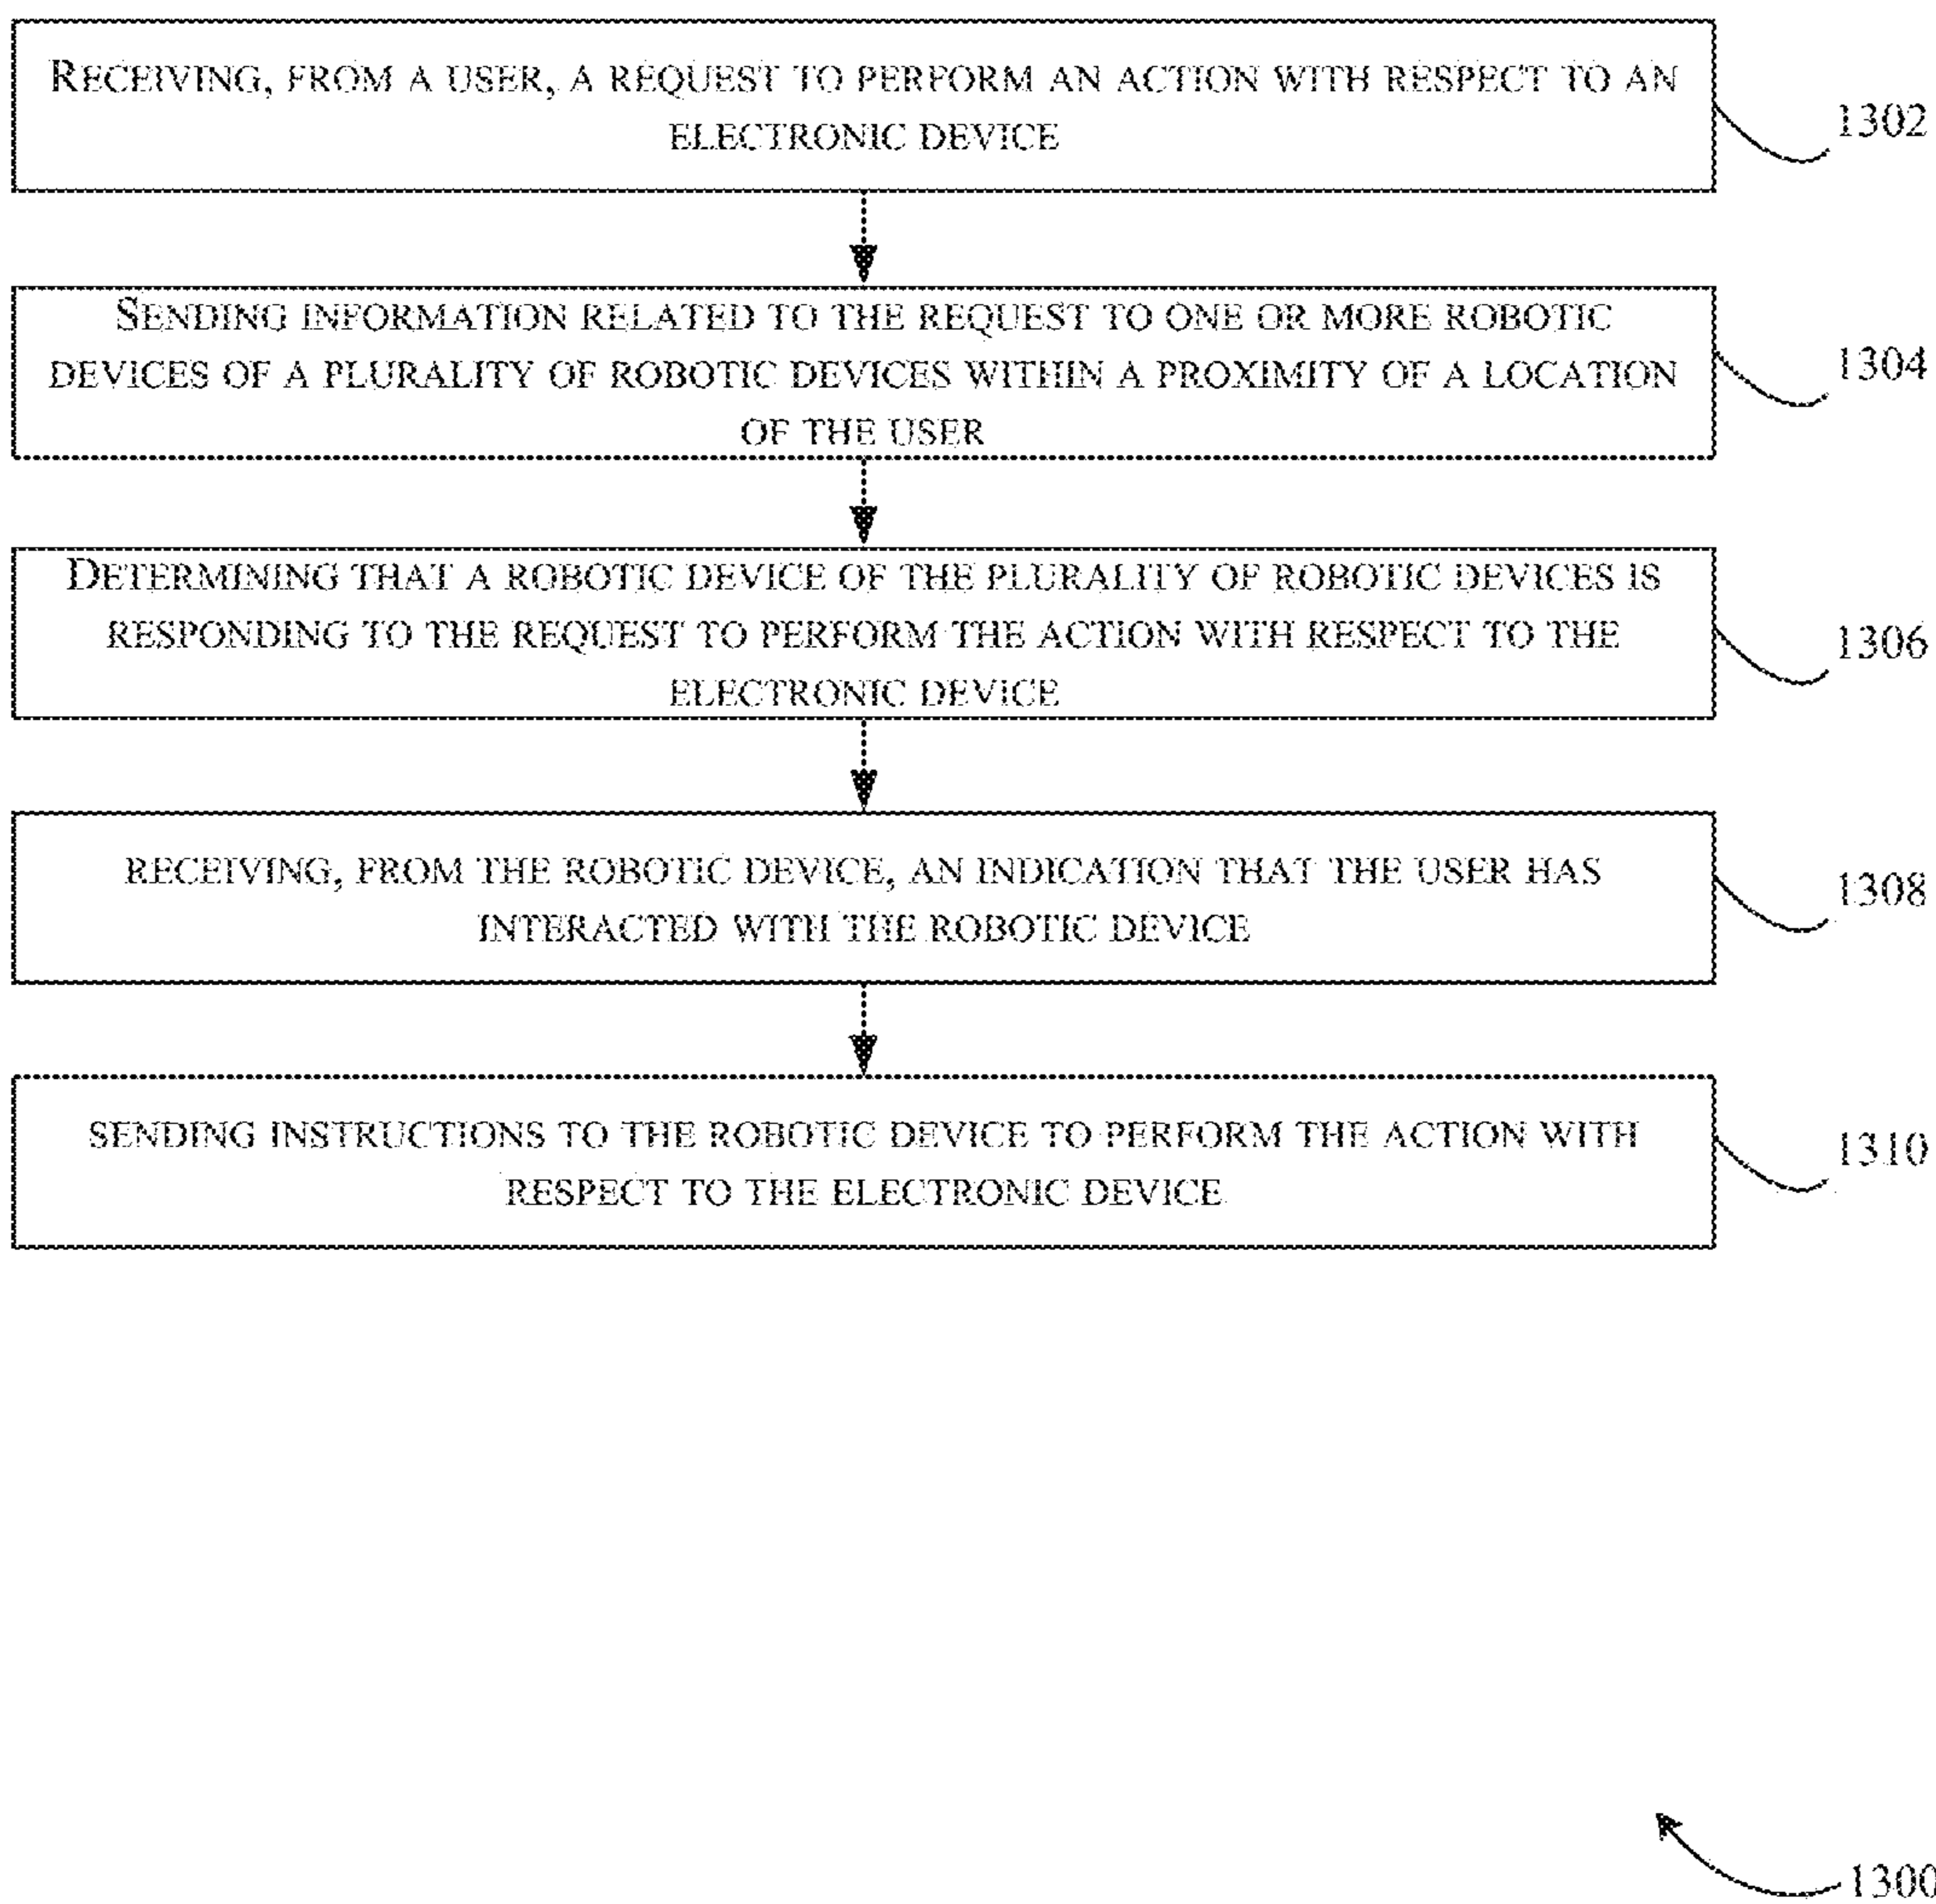 RECEIVING, FROM A USER, A REQUEST TO PERFORM AN ACTION WITH RESPECT TO AN
ELECTRONIC DEVICE
1302
SENDING INFORMATION RELATED TO THE REQUEST TO ONE OR MORE ROBOTIC
DEVICES OF A PLURALITY OF ROBOTIC DEVICES WITHIN A PROXIMITY OF A LOCATION
OF THE USER
1304
DETERMINING THAT A ROBOTIC DEVICE OF THE PLURALITY OF ROBOTIC DEVICES IS
RESPONDING TO THE REQUEST TO PERFORM THE ACTION WITH RESPECT TO THE
ELECTRONIC DEVICE
1306
RECEIVING, FROM THE ROBOTIC DEVICE, AN INDICATION THAT THE USER HAS
INTERACTED WITH THE ROBOTIC DEVICE
1308
SENDING INSTRUCTIONS TO THE ROBOTIC DEVICE TO PERFORM THE ACTION WITH
RESPECT TO THE ELECTRONIC DEVICE
1310
1300